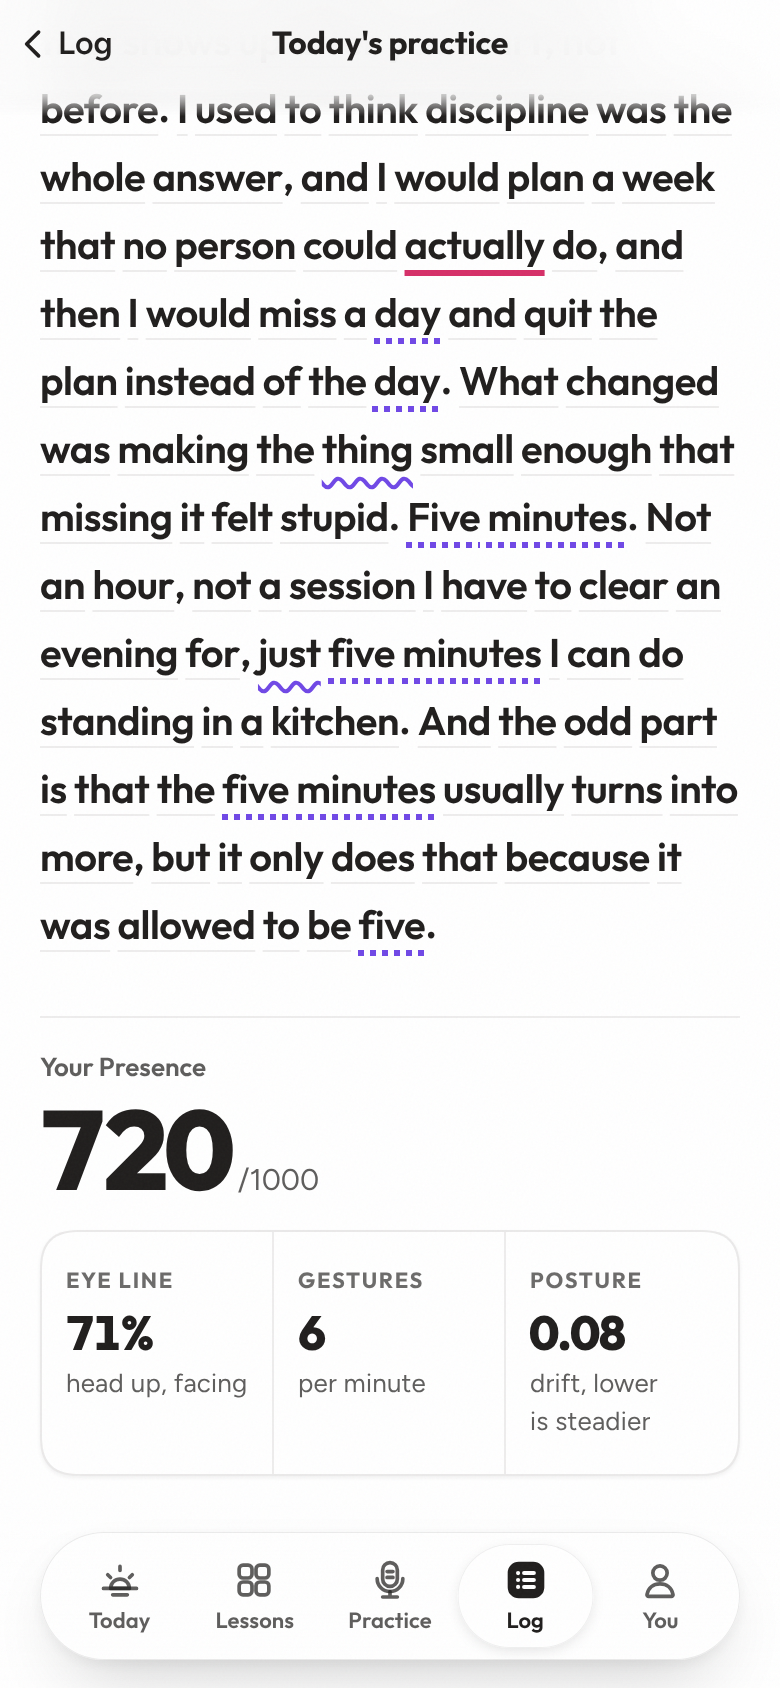 Log
Today's practice
before. I used to think discipline was the
whole answer, and I would plan a week
that no person could actually do, and
then I would miss a day and quit the
plan instead of the day. What changed
was making the thing small enough that
missing it felt stupid. Five minutes. Not
an hour, not a session I have to clear an
evening for, just five minutes I can do
standing in a kitchen. And the odd part
is that the five minutes usually turns into
more, but it only does that because it
was allowed to be five.
Your Presence
720/1000
EYE LINE
71%
head up, facing
GESTURES
6
per minute
POSTURE
0.08
drift, lower
is steadier
Today
Lessons
Practice
Log
You